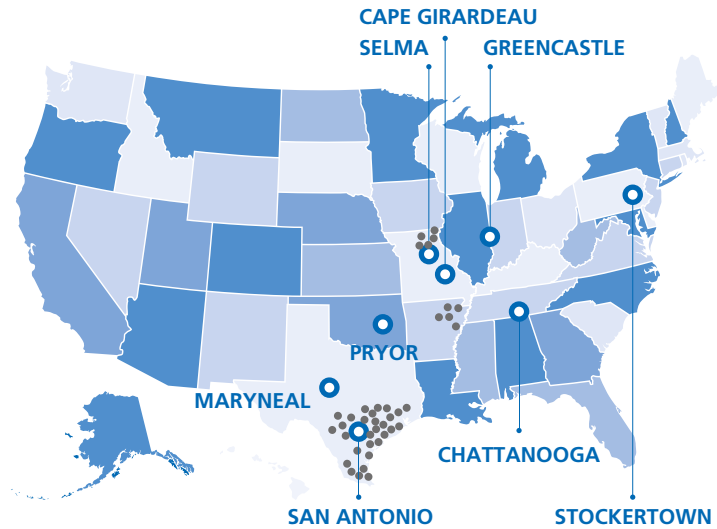 CAPE GIRARDEAU
SELMA
GREENCASTLE
PRYOR
MARYNEAL
CHATTANOOGA
SAN ANTONIO
STOCKERTOWN